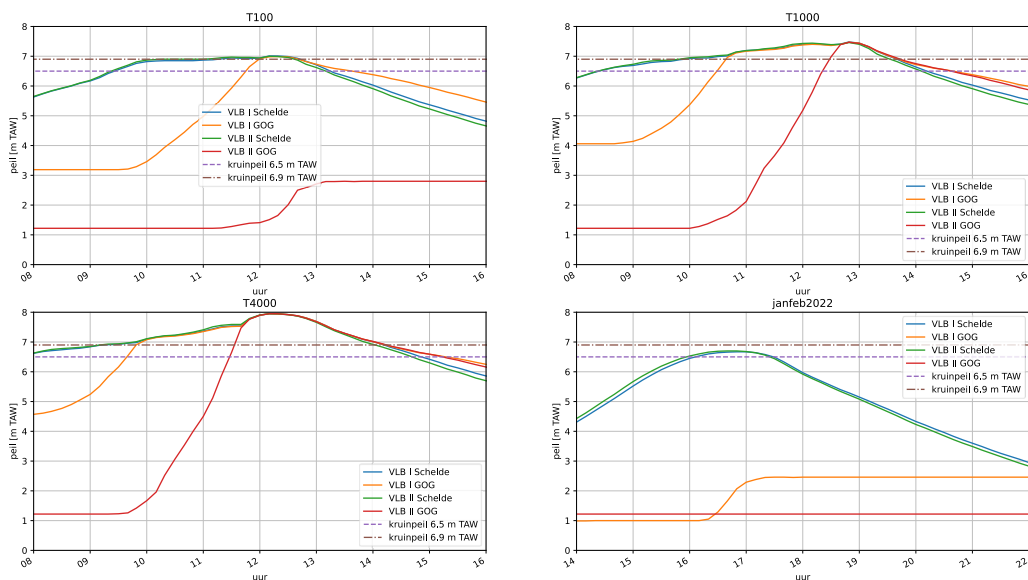 T100
peil [m TAW]
8
7
6
5
4
3
2
1
0
VLB I Schelde
VLB I GOG
VLB II Schelde
VLB II GOG
kruinpeil 6.5 m TAW
kruinpeil 6.9 m TAW
08 09 10 11 12 13 14 15 16
uur
T1000
peil [m TAW]
8
7
6
5
4
3
2
1
0
VLB I Schelde
VLB I GOG
VLB II Schelde
VLB II GOG
kruinpeil 6.5 m TAW
kruinpeil 6.9 m TAW
08 09 10 11 12 13 14 15 16
uur
T4000
peil [m TAW]
8
7
6
5
4
3
2
1
0
VLB I Schelde
VLB I GOG
VLB II Schelde
VLB II GOG
kruinpeil 6.5 m TAW
kruinpeil 6.9 m TAW
08 09 10 11 12 13 14 15 16
uur
janfeb2022
peil [m TAW]
8
7
6
5
4
3
2
1
0
VLB I Schelde
VLB I GOG
VLB II Schelde
VLB II GOG
kruinpeil 6.5 m TAW
kruinpeil 6.9 m TAW
14 15 16 17 18 19 20 21 22
uur